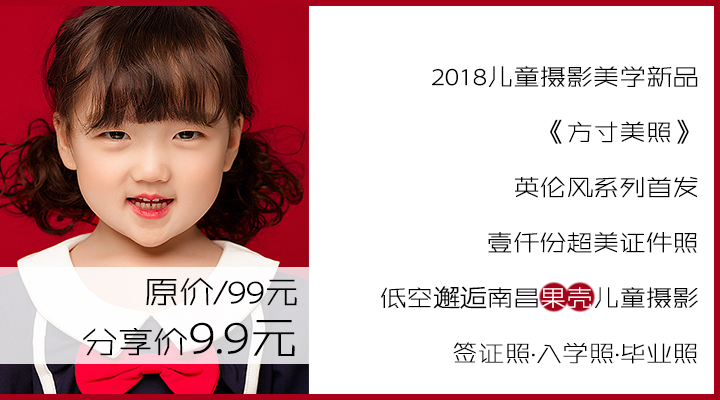 2018儿童摄影美学新品
《方寸美照》
英伦风系列首发
壹仟份超美证件照
低空邂逅南昌果壳儿童摄影
签证照·入学照·毕业照
原价/99元
分享价9.9元